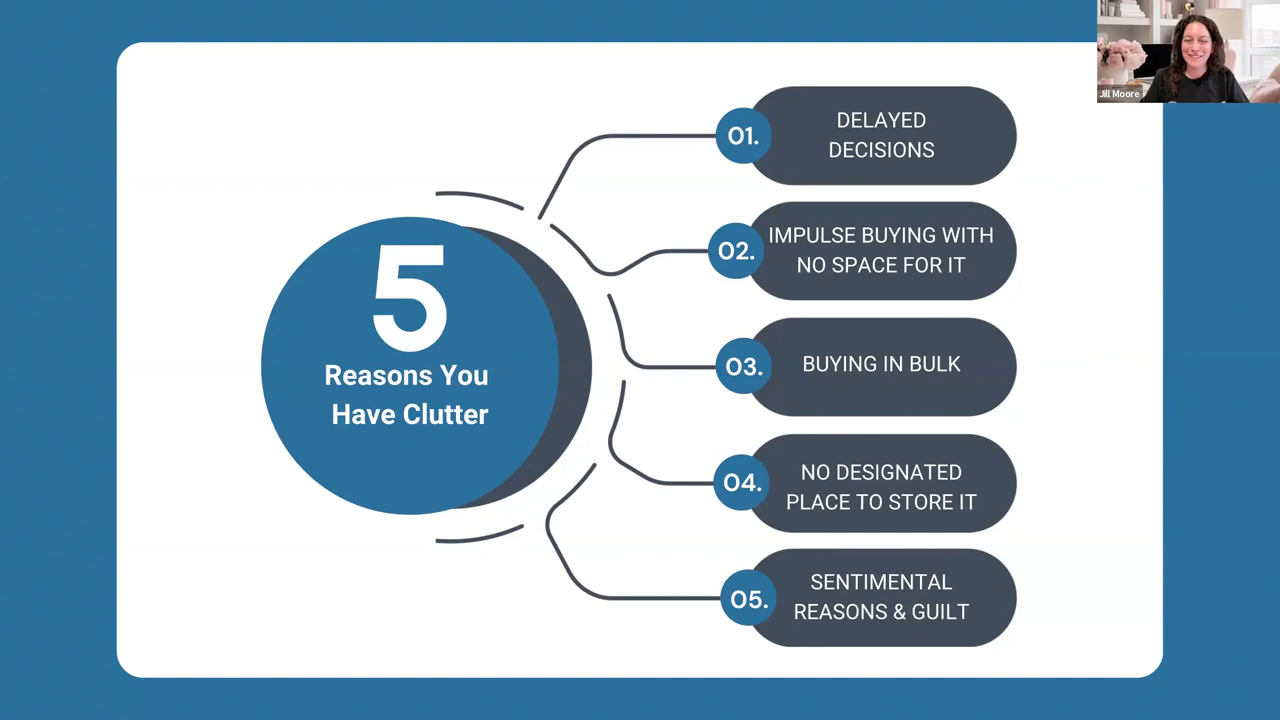 Jill Moore
5
Reasons You
Have Clutter
01.
DELAYED
DECISIONS
02.
IMPULSE BUYING WITH
NO SPACE FOR IT
03.
BUYING IN BULK
04.
NO DESIGNATED
PLACE TO STORE IT
05.
SENTIMENTAL
REASONS & GUILT